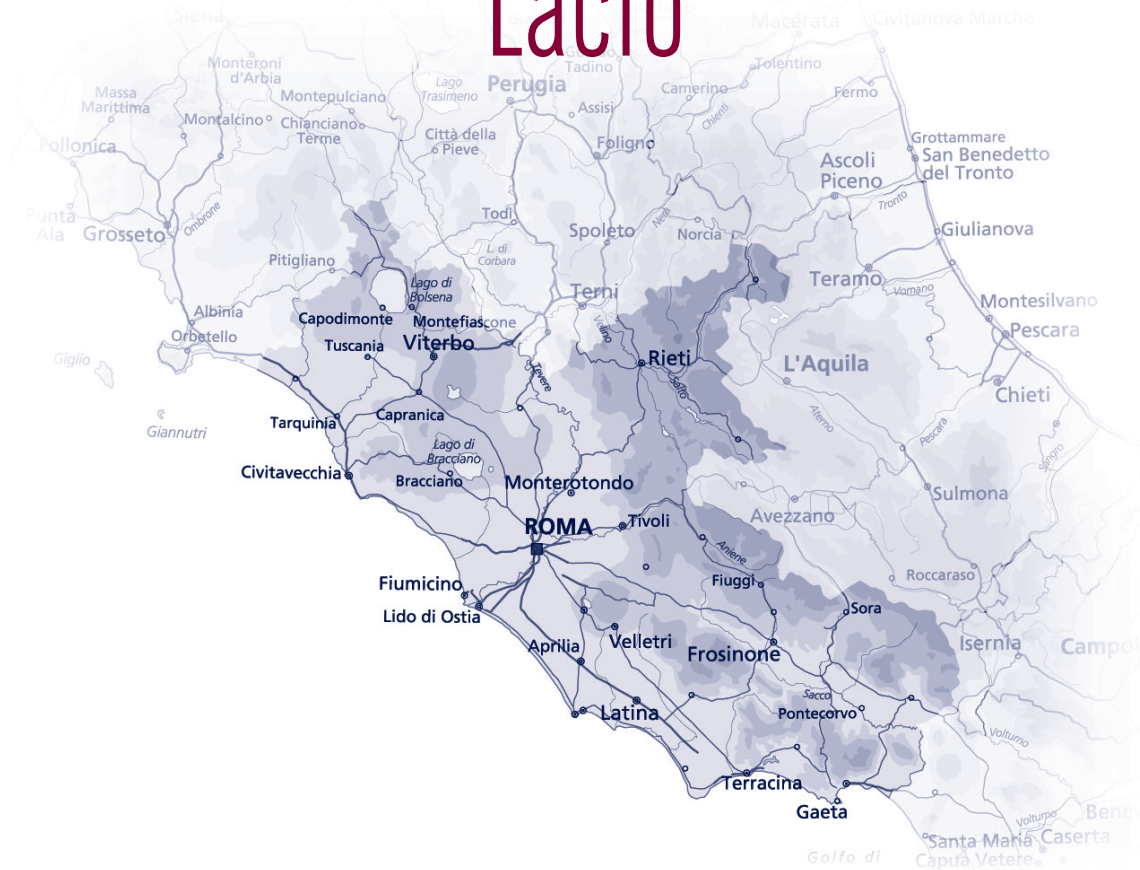 Siena
Macerata
Civitanova Marche
Lacio
Tadino
Monteroni
d'Arbia
Tolentino
Lago
Trasimeno
Perugia
Camerino
Fermo
Massa
Marittima
Montepulciano
Assisi
Chienti
Montalcino
Chianciano
Terme
Città della
Pieve
Foligno
Grottammare
San Benedetto
del Tronto
Follonica
Ascoli
Piceno
Tronto
Punta
Ala
Grosseto
Ombrone
Todi
Spoleto
Nera
Norcia
Giulianova
L. di
Corbara
Pitigliano
Teramo
Vomano
Lago di
Bolsena
Terni
Montesilvano
Albinia
Capodimonte
Montefiascone
Velino
Pescara
Orbetello
Tuscania
Viterbo
Rieti
L'Aquila
Giglio
Tevere
Salto
Chieti
Giannutri
Tarquinia
Capranica
Aterno
Pescara
Lago di
Bracciano
Sangro
Civitavecchia
Bracciano
Monterotondo
Sulmona
ROMA
Tivoli
Avezzano
Aniene
Fiumicino
Fiuggi
Roccaraso
Lido di Ostia
Sora
Aprilia
Velletri
Frosinone
Isernia
Campo
Latina
Sacco
Pontecorvo
Volturno
Terracina
Gaeta
Volturno
Bene
Santa Maria
Capua Vetere
Caserta
Golfo di